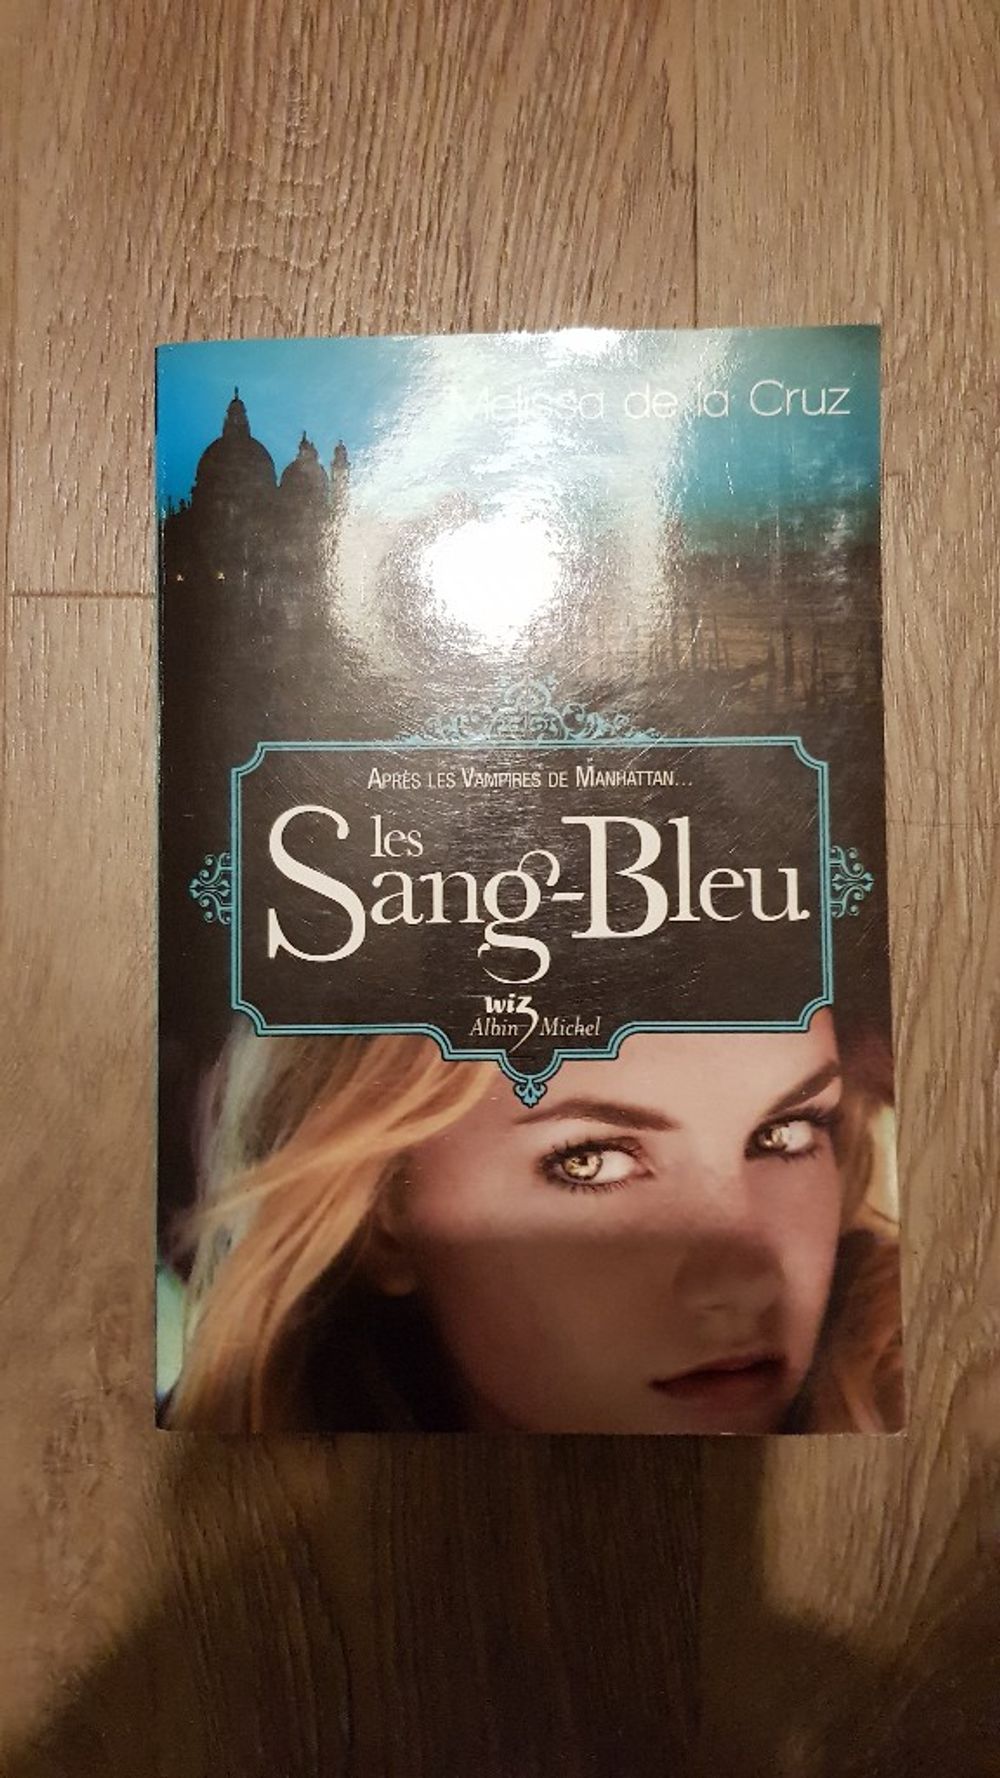 Melissa de la Cruz
APRÈS LES VAMPIRES DE MANHATTAN...
les
Sang-Bleu
wiz
Albin Michel